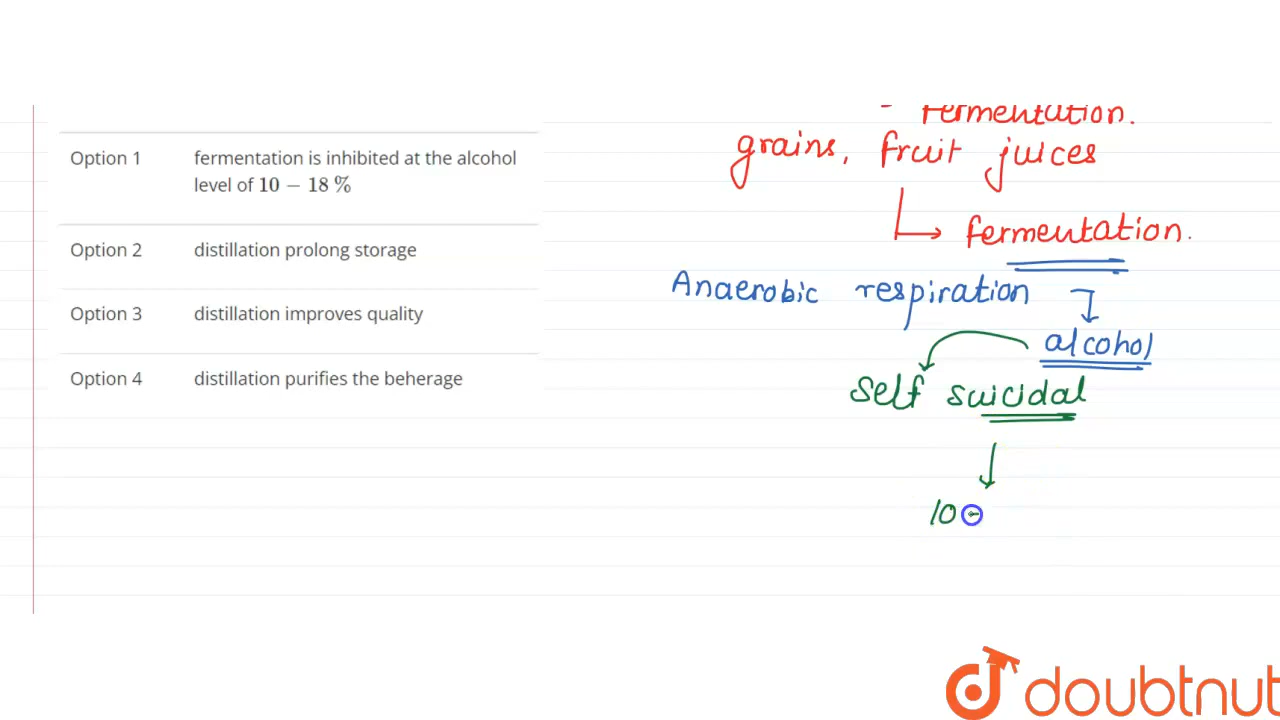 Option 1 fermentation is inhibited at the alcohol
level of 10 − 18 %
Option 2 distillation prolong storage
Option 3 distillation improves quality
Option 4 distillation purifies the beherage
- Fermentation.
grains, fruit juices
fermentation.
Anaerobic respiration
alcohol
Self suicidal
10 -
doubtnut